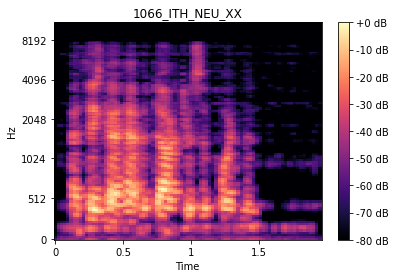 1066_ITH_NEU_XX
+0 dB
8192
-10 dB
4096
-20 dB
-30 dB
2048
Hz
-40 dB
1024
-50 dB
512
-60 dB
-70 dB
0
-80 dB
0
0.5
1
1.5
Time